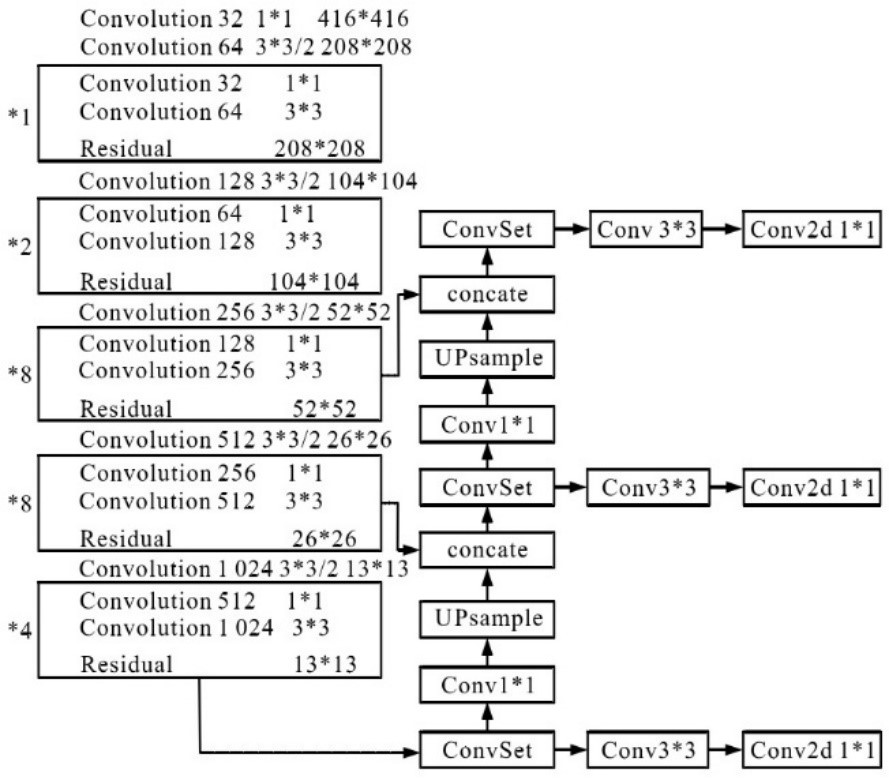 Convolution 32 1*1 416*416
Convolution 64 3*3/2 208*208
*1
Convolution 32 1*1
Convolution 64 3*3
Residual 208*208
Convolution 128 3*3/2 104*104
*2
Convolution 64 1*1
Convolution 128 3*3
Residual 104*104
Convolution 256 3*3/2 52*52
*8
Convolution 128 1*1
Convolution 256 3*3
Residual 52*52
Convolution 512 3*3/2 26*26
*8
Convolution 256 1*1
Convolution 512 3*3
Residual 26*26
Convolution 1 024 3*3/2 13*13
*4
Convolution 512 1*1
Convolution 1 024 3*3
Residual 13*13
ConvSet
Conv 3*3
Conv2d 1*1
concate
UPsample
Conv1*1
ConvSet
Conv3*3
Conv2d 1*1
concate
UPsample
Conv1*1
ConvSet
Conv3*3
Conv2d 1*1